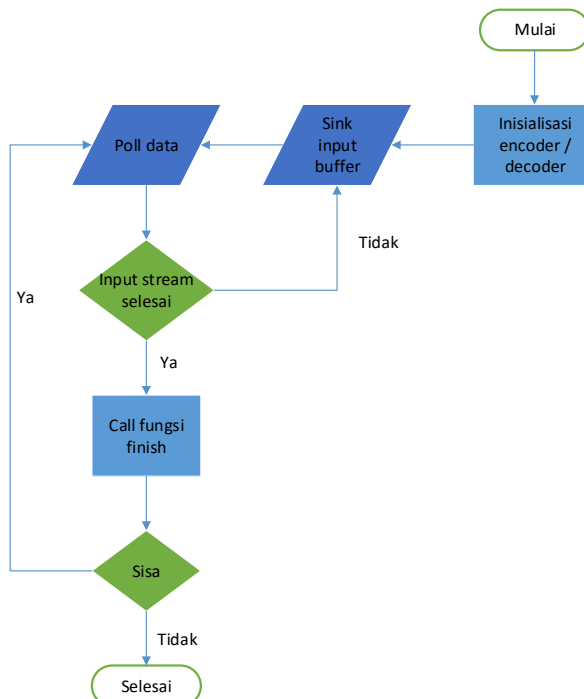 Mulai
Inisialisasi
encoder /
decoder
Sink
input
buffer
Poll data
Tidak
Input stream
selesai
Ya
Ya
Call fungsi
finish
Sisa
Tidak
Selesai